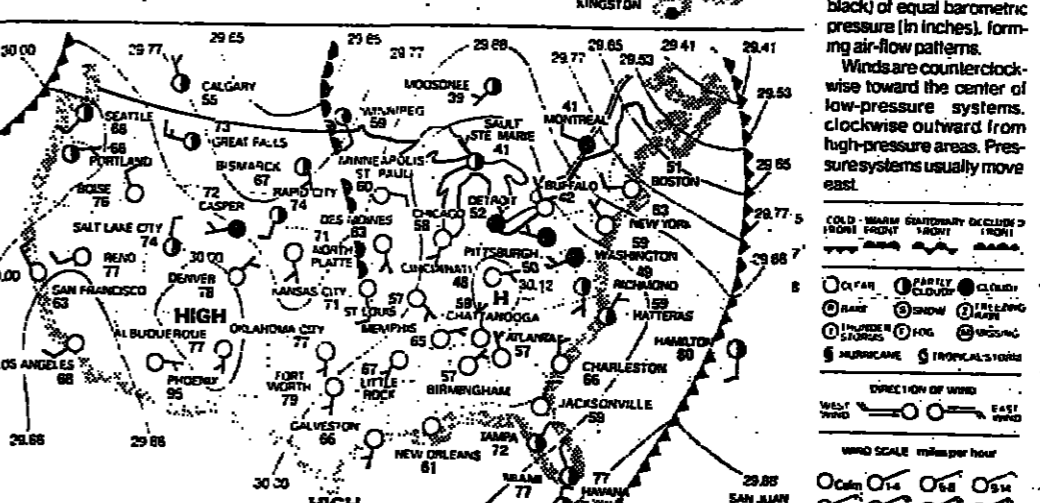 KINGSTON
black) of equal barometric
pressure (in inches), form-
ing air-flow patterns.
Winds are counterclock-
wise toward the center of
low-pressure systems,
clockwise outward from
high-pressure areas. Pres-
sure systems usually move
east.
COLD FRONT
WARM FRONT
STATIONARY FRONT
OCCLUDED FRONT
CLEAR
PARTLY CLOUDY
CLOUDY
RAIN
SNOW
FREEZING RAIN
THUNDER STORMS
FOG
MISSING
HURRICANE
TROPICAL STORM
DIRECTION OF WIND
WEST WIND
EAST WIND
WIND SCALE miles per hour
Calm 1-4
30 00
29 77
29 65
29 65
29 77
29 88
29.77
29.65
29.53
29 41
29.41
29.53
29 65
29.77
29 88
CALGARY
55
MOOSONEE
39
WINNIPEG
59
SAULT
STE MARIE
41
41
MONTREAL
SEATTLE
68
73
GREAT FALLS
66
PORTLAND
BISMARCK
67
MINNEAPOLIS
ST PAUL
60
51
BOSTON
BOISE
76
72
CASPER
RAPID CITY
74
DETROIT
52
BUFFALO
42
SALT LAKE CITY
74
DES MOINES
63
CHICAGO
58
63
NEW YORK
RENO
77
30 00
71
NORTH
PLATTE
PITTSBURGH
50
59
WASHINGTON
49
DENVER
78
KANSAS CITY
71
CINCINNATI
48
30.12
H
RICHMOND
59
SAN FRANCISCO
63
HIGH
ST LOUIS
57
59
CHATTANOOGA
HATTERAS
ALBUQUERQUE
77
OKLAHOMA CITY
77
MEMPHIS
65
ATLANTA
57
HAMILTON
80
LOS ANGELES
68
PHOENIX
95
FORT
WORTH
79
67
LITTLE
ROCK
57
BIRMINGHAM
CHARLESTON
66
GALVESTON
66
JACKSONVILLE
59
29.88
29 88
NEW ORLEANS
61
TAMPA
72
30 00
HIGH
MIAMI
77
77
HAVANA
29.88
SAN JUAN